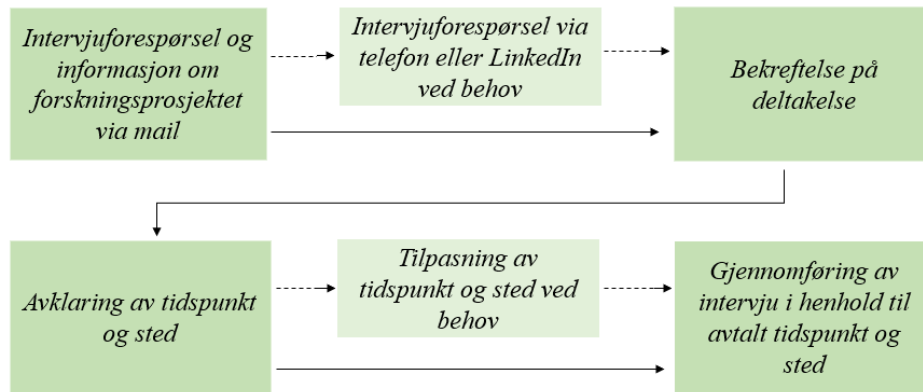 Intervjuforespørsel og
informasjon om
forskningsprosjektet
via mail
Intervjuforespørsel via
telefon eller LinkedIn
ved behov
Bekreftelse på
deltakelse
Avklaring av tidspunkt
og sted
Tilpasning av
tidspunkt og sted ved
behov
Gjennomføring av
intervju i henhold til
avtalt tidspunkt og
sted